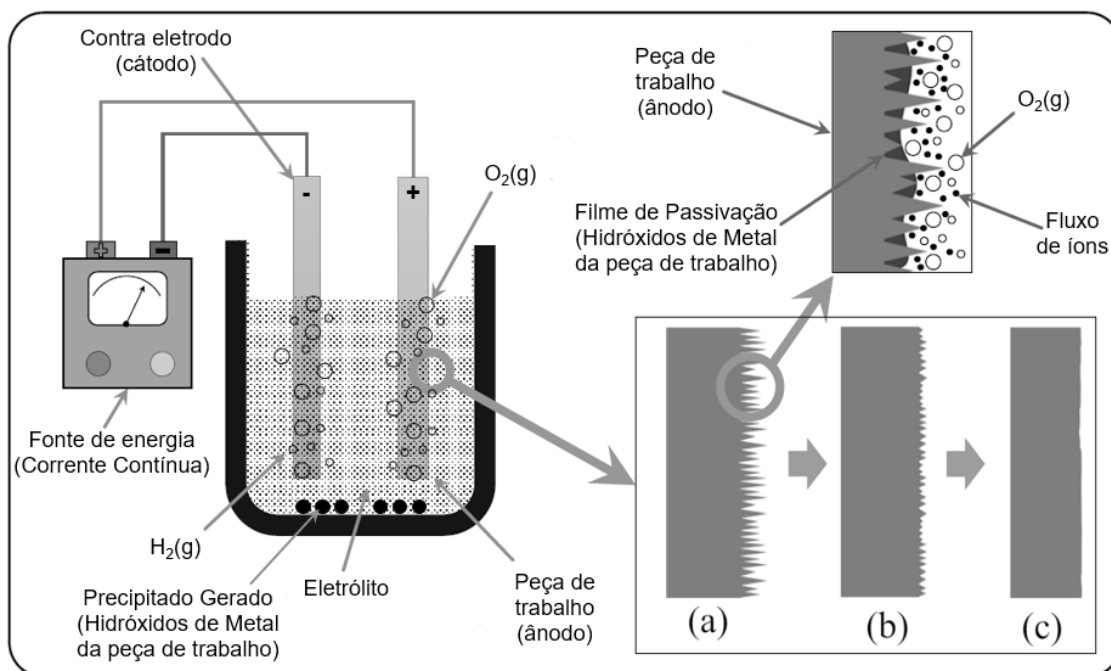 Contra eletrodo
(cátodo)
-
+
O₂(g)
+
−
Fonte de energia
(Corrente Contínua)
H₂(g)
Precipitado Gerado
(Hidróxidos de Metal
da peça de trabalho)
Eletrólito
Peça de
trabalho
(ânodo)
Peça de
trabalho
(ânodo)
O₂(g)
Filme de Passivação
(Hidróxidos de Metal
da peça de trabalho)
Fluxo
de íons
(a)
(b)
(c)